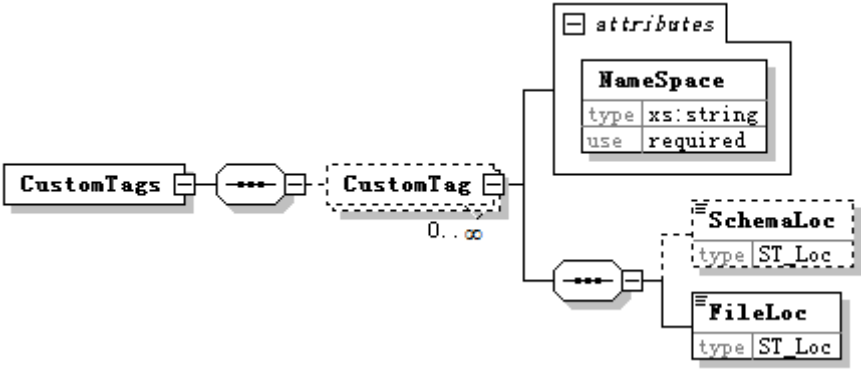 attributes
NameSpace
type xs:string
use required
CustomTags
CustomTag
0..∞
SchemaLoc
type ST_Loc
FileLoc
type ST_Loc